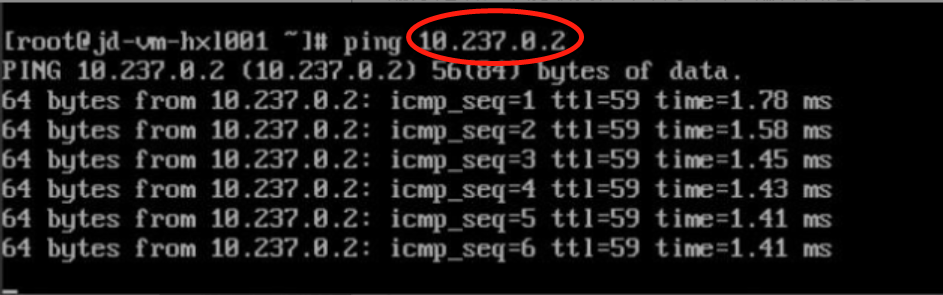 [root@jd-vm-hxl001 ~]# ping 10.237.0.2
PING 10.237.0.2 (10.237.0.2) 56(84) bytes of data.
64 bytes from 10.237.0.2: icmp_seq=1 ttl=59 time=1.78 ms
64 bytes from 10.237.0.2: icmp_seq=2 ttl=59 time=1.58 ms
64 bytes from 10.237.0.2: icmp_seq=3 ttl=59 time=1.45 ms
64 bytes from 10.237.0.2: icmp_seq=4 ttl=59 time=1.43 ms
64 bytes from 10.237.0.2: icmp_seq=5 ttl=59 time=1.41 ms
64 bytes from 10.237.0.2: icmp_seq=6 ttl=59 time=1.41 ms